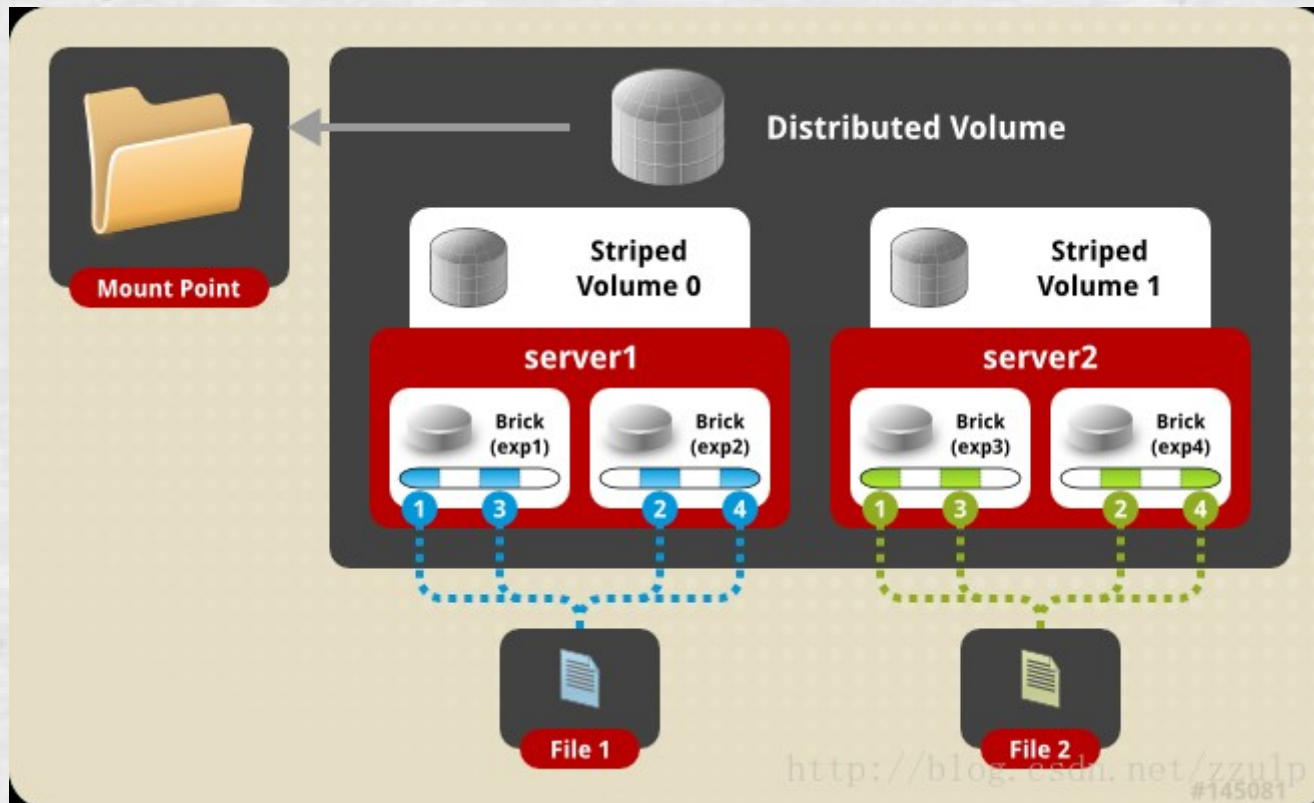 Distributed Volume
Mount Point
Striped
Volume 0
Striped
Volume 1
server1
server2
Brick
(exp1)
Brick
(exp2)
Brick
(exp3)
Brick
(exp4)
1
3
2
4
1
3
2
4
File 1
File 2
http://blog.csdn.net/zzulp
#145081